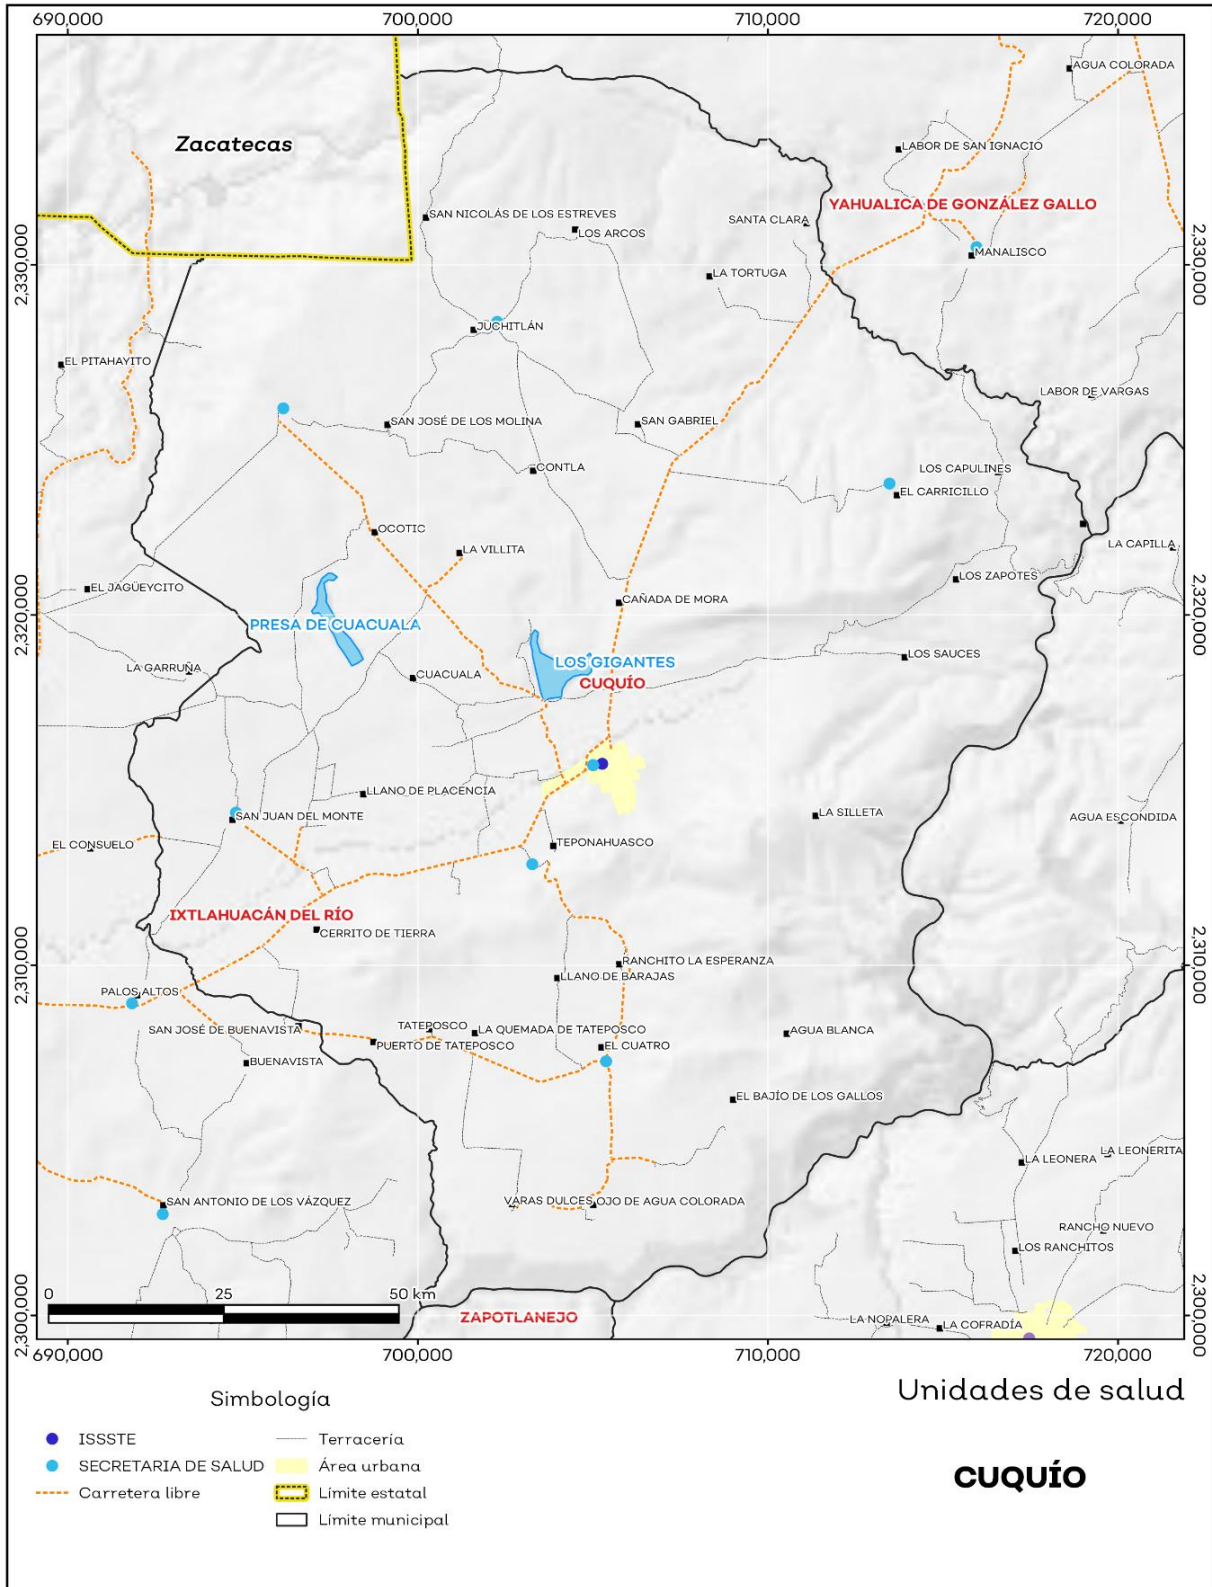 690,000
700,000
710,000
720,000
AGUA COLORADA
Zacatecas
LABOR DE SAN IGNACIO
YAHUALICA DE GONZÁLEZ GALLO
SAN NICOLÁS DE LOS ESTREVES
SANTA CLARA
LOS ARCOS
MANALISCO
2,330,000
2,330,000
LA TORTUGA
JUCHITLÁN
EL PITAHAYITO
LABOR DE VARGAS
SAN JOSÉ DE LOS MOLINA
SAN GABRIEL
CONTLA
LOS CAPULINES
EL CARRICILLO
OCOTIC
LA VILLITA
LA CAPILLA
LOS ZAPOTES
EL JAGÜEYCITO
CAÑADA DE MORA
2,320,000
2,320,000
PRESA DE CUACUALA
LOS SAUCES
LA GARRUÑA
LOS GIGANTES
CUACUALA
CUQUÍO
LLANO DE PLACENCIA
LA SILLETA
SAN JUAN DEL MONTE
AGUA ESCONDIDA
EL CONSUELO
TEPONAHUASCO
IXTLAHUACÁN DEL RÍO
CERRITO DE TIERRA
RANCHITO LA ESPERANZA
2,310,000
2,310,000
LLANO DE BARAJAS
PALOS ALTOS
SAN JOSÉ DE BUENAVISTA
TATEPOSCO
LA QUEMADA DE TATEPOSCO
AGUA BLANCA
PUERTO DE TATEPOSCO
EL CUATRO
BUENAVISTA
EL BAJÍO DE LOS GALLOS
LA LEONERA
LA LEONERITA
SAN ANTONIO DE LOS VÁZQUEZ
VARAS DULCES
OJO DE AGUA COLORADA
RANCHO NUEVO
LOS RANCHITOS
0
25
50 km
2,300,000
2,300,000
ZAPOTLANEJO
LA NOPALERA
LA COFRADÍA
690,000
700,000
710,000
720,000
Unidades de salud
CUQUÍO
Simbología
ISSSTE
SECRETARIA DE SALUD
Carretera libre
Terracería
Área urbana
Límite estatal
Límite municipal